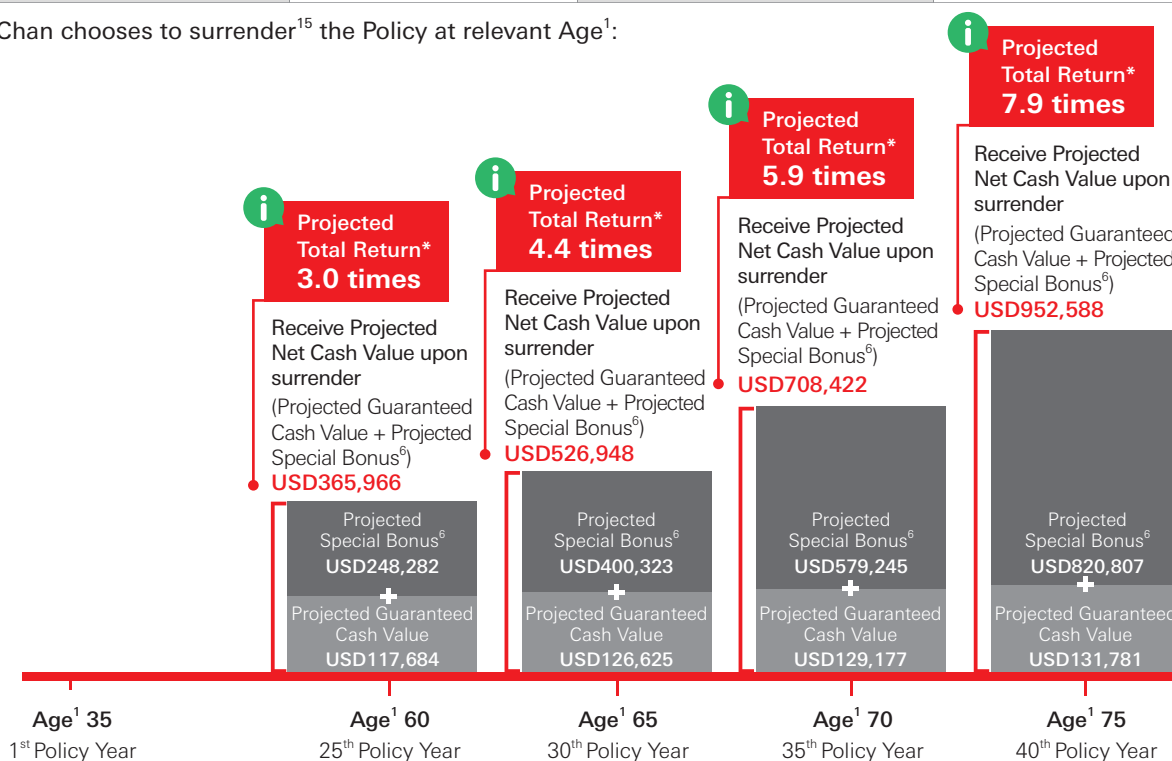 Chan chooses to surrender15 the Policy at relevant Age1:
Projected
Total Return*
3.0 times
Receive Projected
Net Cash Value upon
surrender
(Projected Guaranteed
Cash Value + Projected
Special Bonus6)
USD365,966
Projected
Special Bonus6
USD248,282
+
Projected Guaranteed
Cash Value
USD117,684
Projected
Total Return*
4.4 times
Receive Projected
Net Cash Value upon
surrender
(Projected Guaranteed
Cash Value + Projected
Special Bonus6)
USD526,948
Projected
Special Bonus6
USD400,323
+
Projected Guaranteed
Cash Value
USD126,625
Projected
Total Return*
5.9 times
Receive Projected
Net Cash Value upon
surrender
(Projected Guaranteed
Cash Value + Projected
Special Bonus6)
USD708,422
Projected
Special Bonus6
USD579,245
+
Projected Guaranteed
Cash Value
USD129,177
Projected
Total Return*
7.9 times
Receive Projected
Net Cash Value upon
surrender
(Projected Guaranteed
Cash Value + Projected
Special Bonus6)
USD952,588
Projected
Special Bonus6
USD820,807
+
Projected Guaranteed
Cash Value
USD131,781
Age1 35
1st Policy Year
Age1 60
25th Policy Year
Age1 65
30th Policy Year
Age1 70
35th Policy Year
Age1 75
40th Policy Year